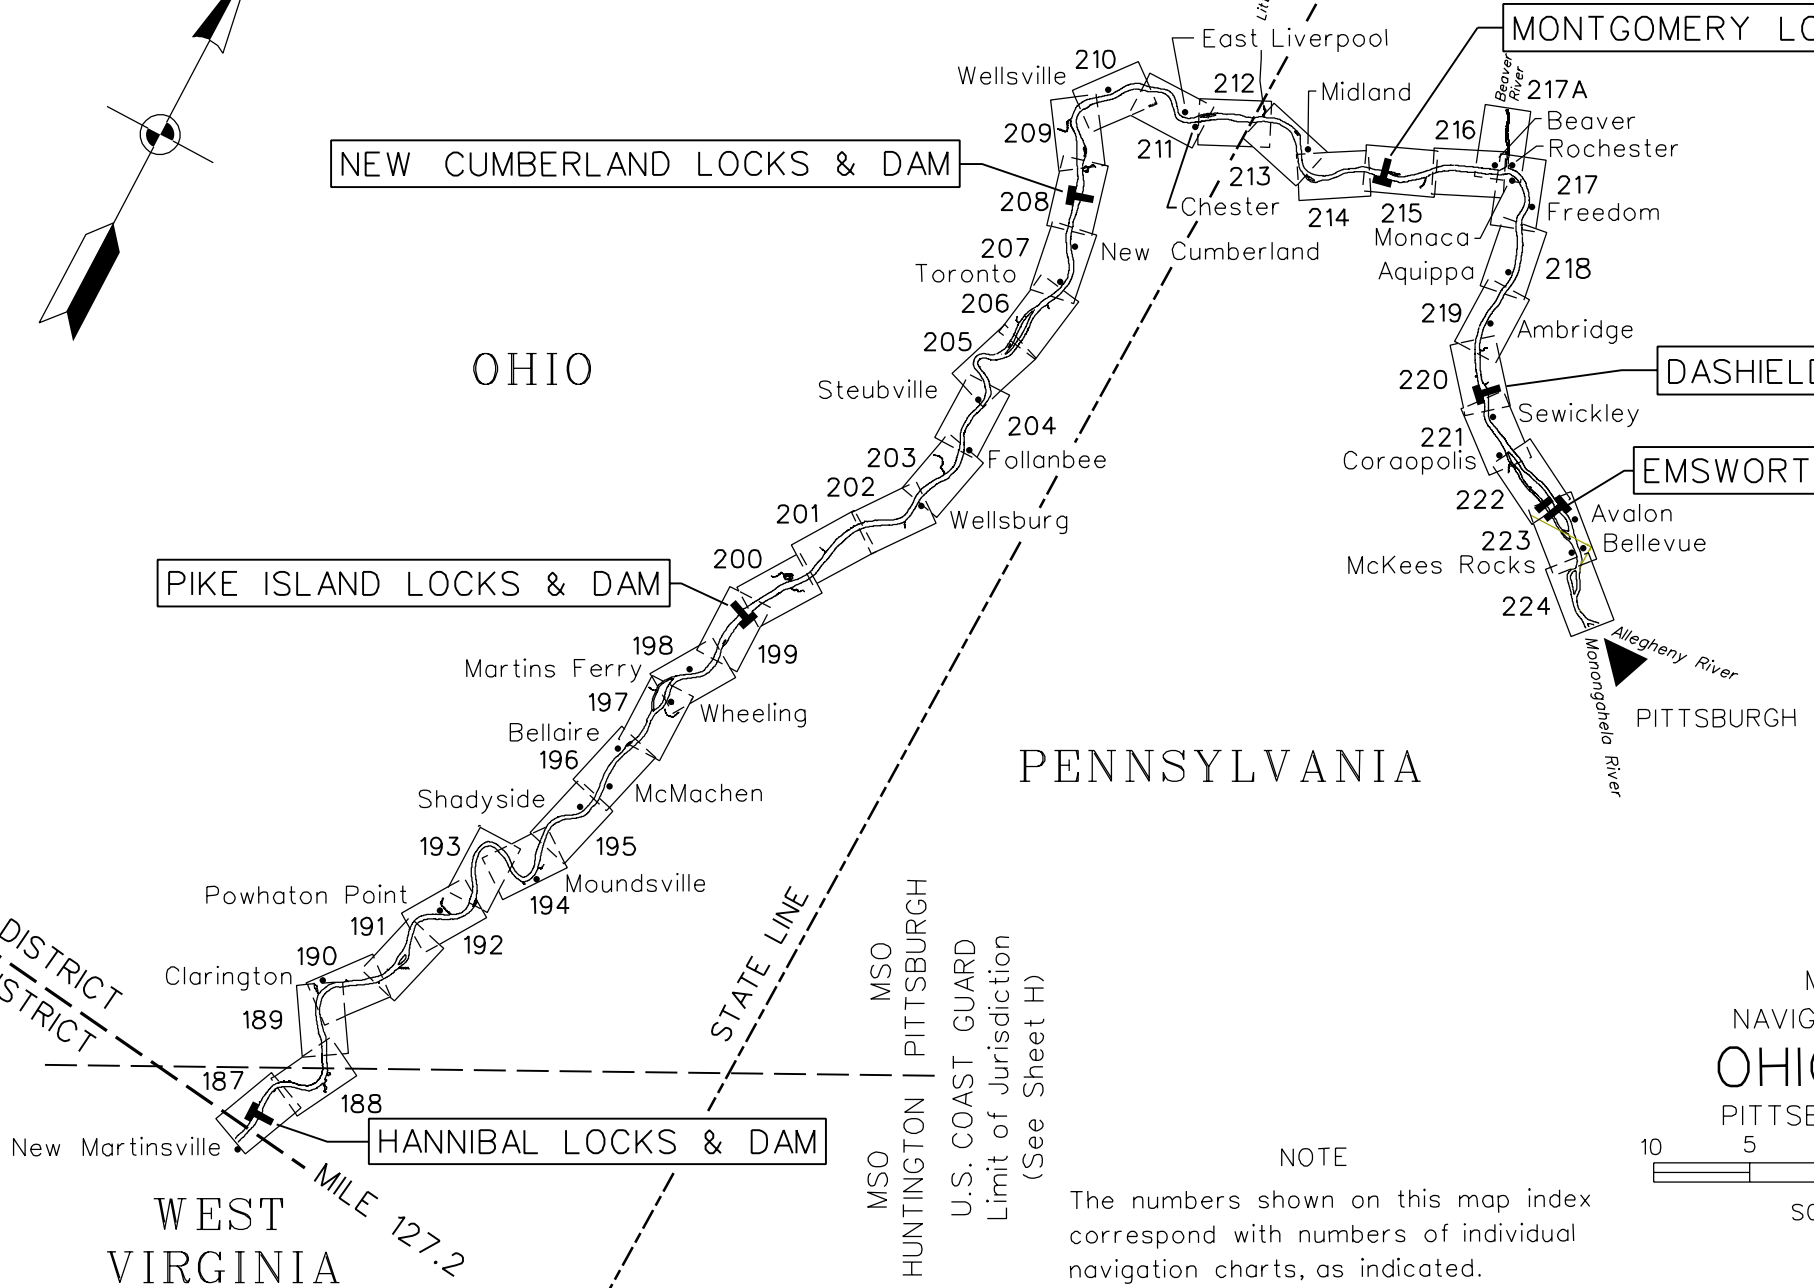 MONTGOMERY LO
East Liverpool
210
Wellsville
212
Midland
Beaver
River
217A
Beaver
Rochester
209
211
216
213
217
NEW CUMBERLAND LOCKS & DAM
208
Chester
214
215
Freedom
Monaca
207
New Cumberland
Toronto
Aquippa
218
206
219
Ambridge
205
OHIO
DASHIELD
220
Steubville
Sewickley
204
221
203
Follanbee
Coraopolis
EMSWORT
202
222
201
Wellsburg
Avalon
223
Bellevue
200
McKees Rocks
PIKE ISLAND LOCKS & DAM
224
198
199
Allegheny River
Monongahela River
Martins Ferry
197
Wheeling
PITTSBURGH
Bellaire
196
PENNSYLVANIA
McMachen
Shadyside
193
195
Moundsville
Powhaton Point
194
191
192
STATE LINE
DISTRICT
STRICT
190
Clarington
189
187
188
MSO
PITTSBURGH
MSO
HUNTINGTON
U.S. COAST GUARD
Limit of Jurisdiction
(See Sheet H)
M
NAVIG
OHIO
PITTSB
10 5
SC
New Martinsville
HANNIBAL LOCKS & DAM
MILE 127.2
WEST
VIRGINIA
NOTE
The numbers shown on this map index
correspond with numbers of individual
navigation charts, as indicated.